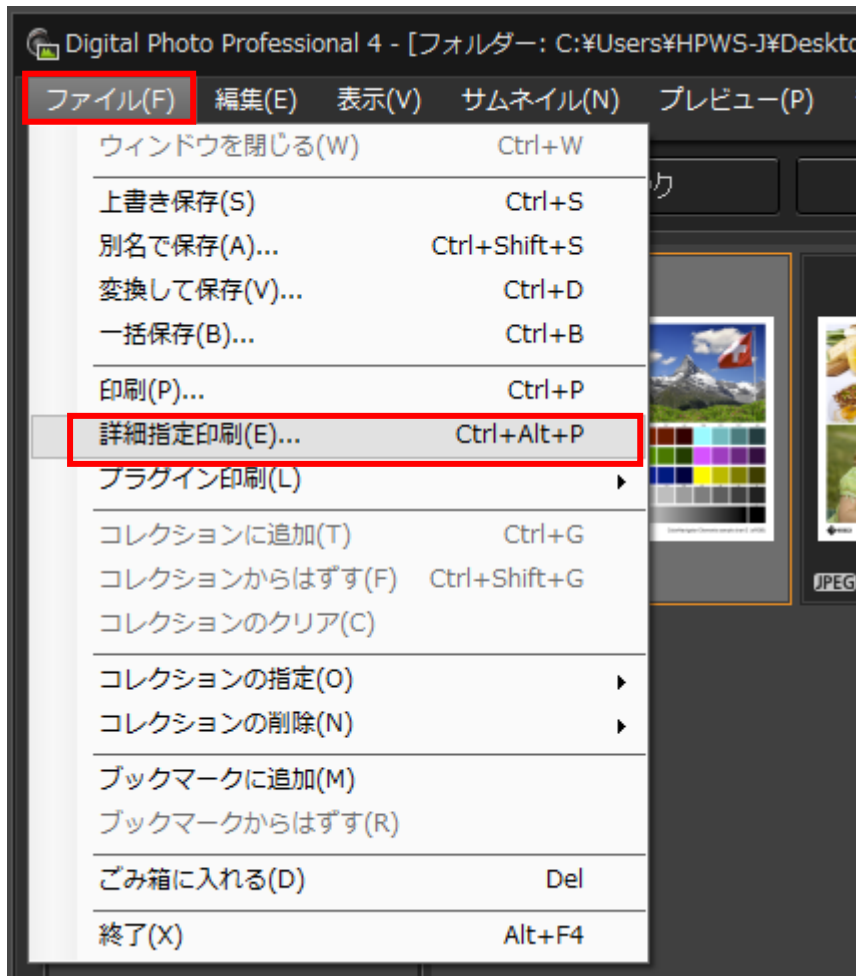 Digital Photo Professional 4 - [フォルダー: C:¥Users¥HPWS-J¥Deskto
ファイル(F) 編集(E) 表示(V) サムネイル(N) プレビュー(P)
ウィンドウを閉じる(W) Ctrl+W
ク
上書き保存(S) Ctrl+S
別名で保存(A)... Ctrl+Shift+S
変換して保存(V)... Ctrl+D
一括保存(B)... Ctrl+B
印刷(P)... Ctrl+P
詳細指定印刷(E)... Ctrl+Alt+P
プラグイン印刷(L)
コレクションに追加(T) Ctrl+G
コレクションからはずす(F) Ctrl+Shift+G
JPEG
コレクションのクリア(C)
コレクションの指定(O)
コレクションの削除(N)
ブックマークに追加(M)
ブックマークからはずす(R)
ごみ箱に入れる(D) Del
終了(X) Alt+F4